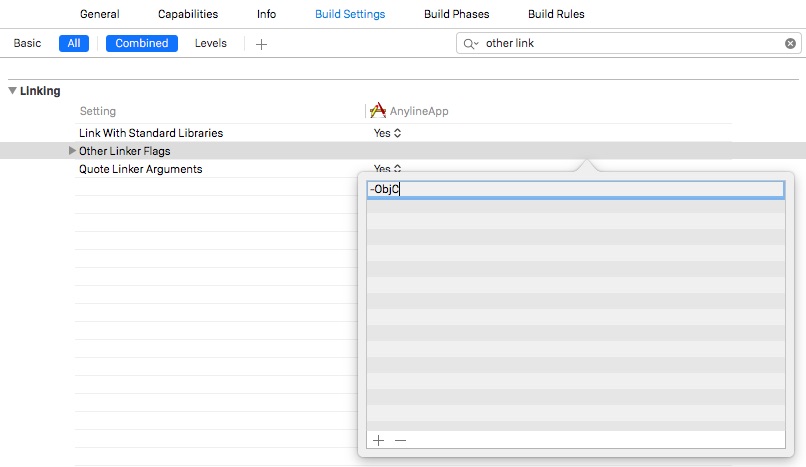 General Capabilities Info Build Settings Build Phases Build Rules
Basic All Combined Levels other link
Linking
Setting AnylineApp
Link With Standard Libraries Yes
Other Linker Flags
Quote Linker Arguments Yes
-ObjC